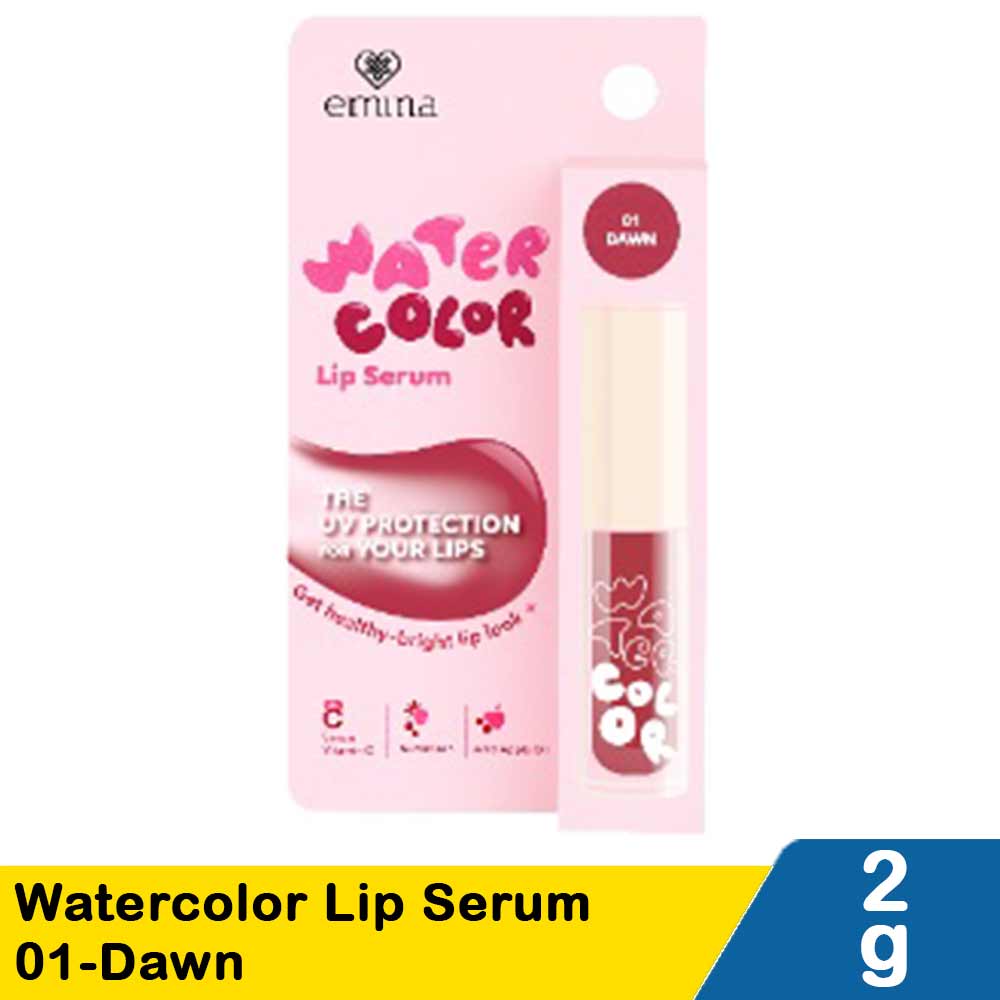 emina
WATER
COLOR
Lip Serum
01
DAWN
THE
UV PROTECTION
FOR YOUR LIPS
Get healthy-bright lip look
WATER
COLOR
Watercolor Lip Serum
01-Dawn
2
g